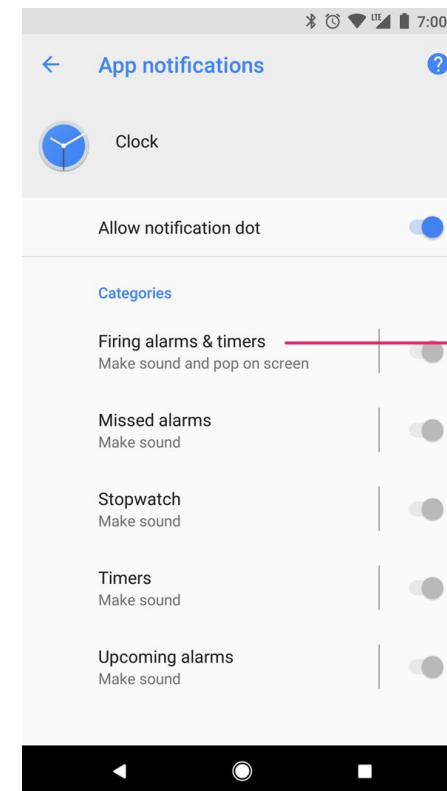 LTE 7:00
App notifications ?
Clock
Allow notification dot
Categories
Firing alarms & timers
Make sound and pop on screen
Missed alarms
Make sound
Stopwatch
Make sound
Timers
Make sound
Upcoming alarms
Make sound